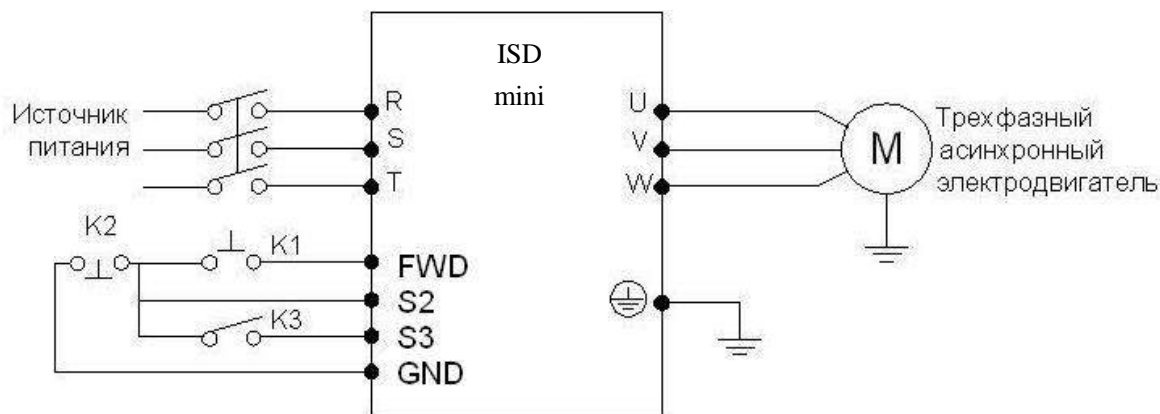 ISD
mini
Источник
питания
R
S
T
U
V
W
M
Трехфазный
асинхронный
электродвигатель
K2
K1
K3
FWD
S2
S3
GND